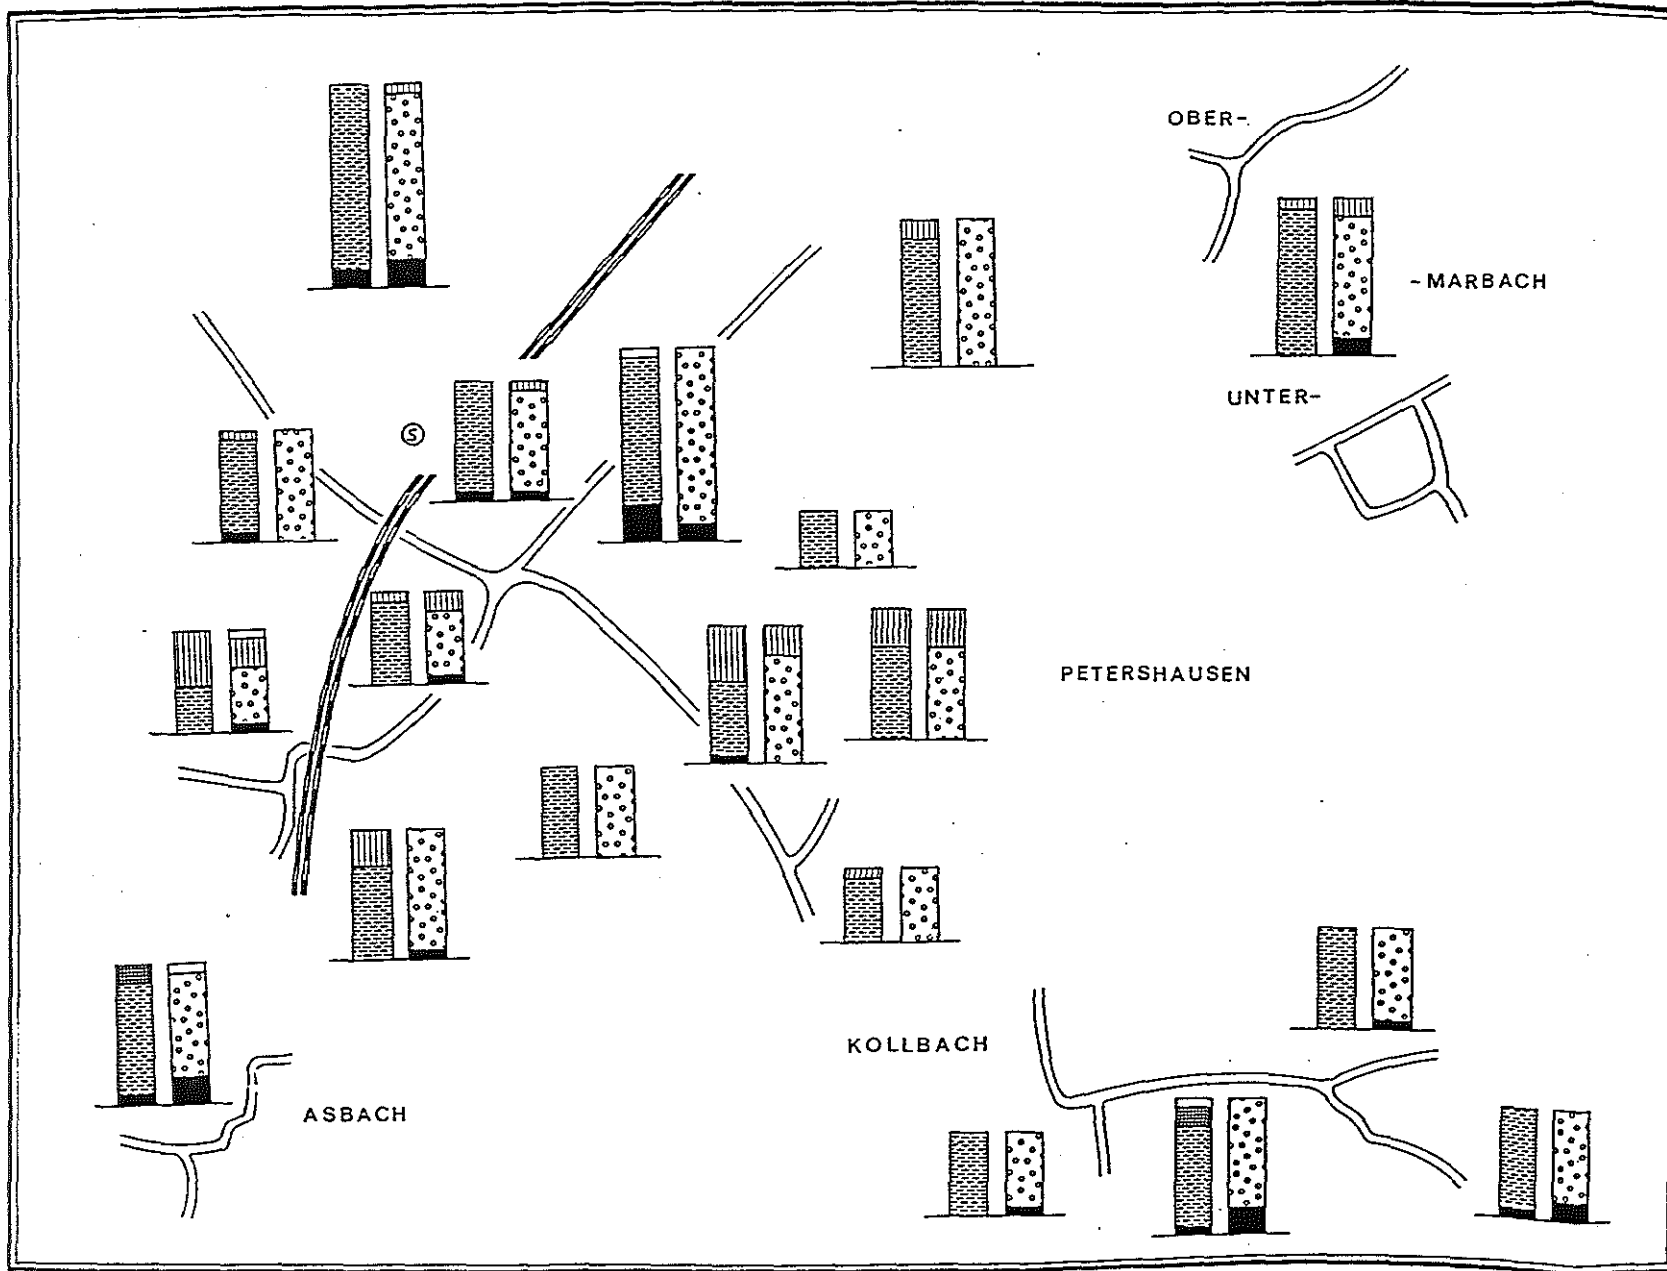 OBER-
-MARBACH
UNTER-
S
PETERSHAUSEN
KOLLBACH
ASBACH